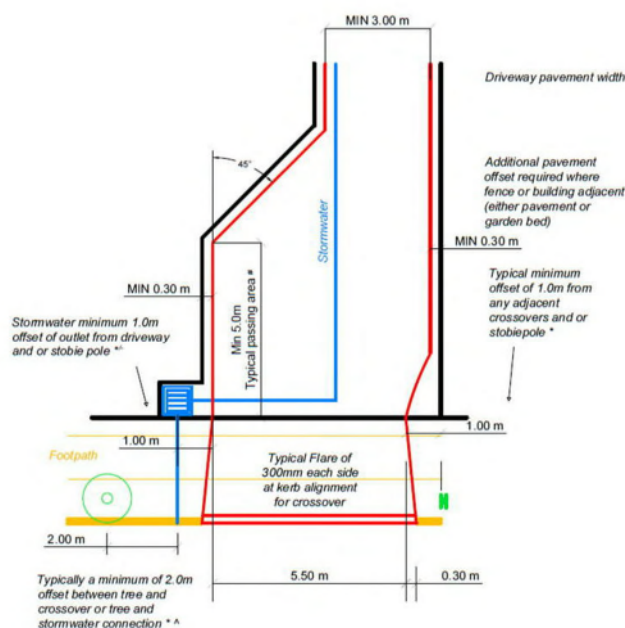 MIN 3.00 m
Driveway pavement width
45°
Additional pavement
offset required where
fence or building adjacent
(either pavement or
garden bed)
Stormwater
MIN 0.30 m
MIN 0.30 m
Min 5.0m
Typical passing area #
Typical minimum
offset of 1.0m from
any adjacent
crossovers and or
stobiepole *
Stormwater minimum 1.0m
offset of outlet from driveway
and or stobie pole *^
1.00 m
1.00 m
Footpath
Typical Flare of
300mm each side
at kerb alignment
for crossover
2.00 m
5.50 m
0.30 m
Typically a minimum of 2.0m
offset between tree and
crossover or tree and
stormwater connection * ^